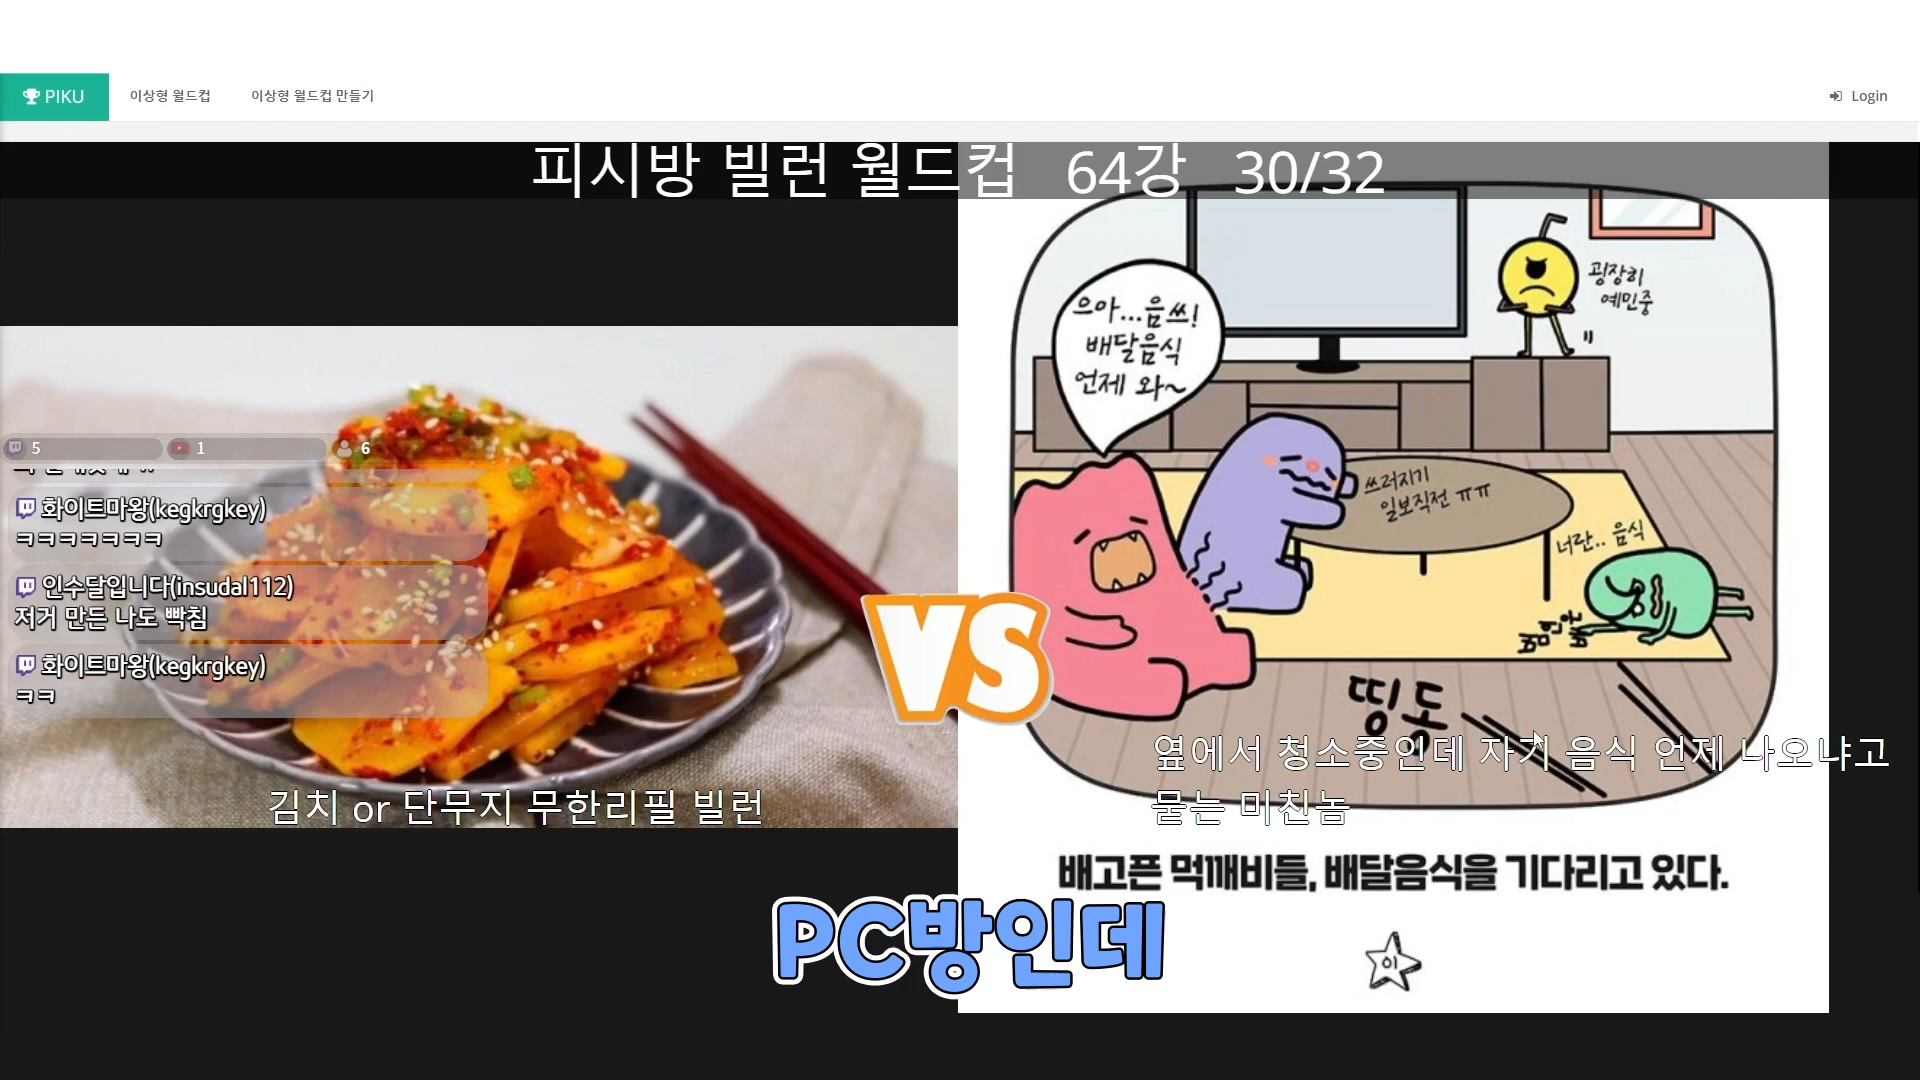 PIKU
이상형 월드컵
이상형 월드컵 만들기
Login
피시방 빌런 월드컵 64강 30/32
5
1
6
화이트마왕(kegkrgkey)
ㅋㅋㅋㅋㅋㅋㅋ
인수달입니다(insudal112)
저거 만든 나도 빡침
화이트마왕(kegkrgkey)
ㅋㅋ
김치 or 단무지 무한리필 빌런
VS
으아...음쓰!
배달음식
언제 와~
굉장히
예민중
쓰러지기
일보직전 ㅠㅠ
너란.. 음식
띵동
옆에서 청소중인데 자기 음식 언제 나오냐고
묻는 미친놈
배고픈 먹깨비들, 배달음식을 기다리고 있다.
PC방인데
01